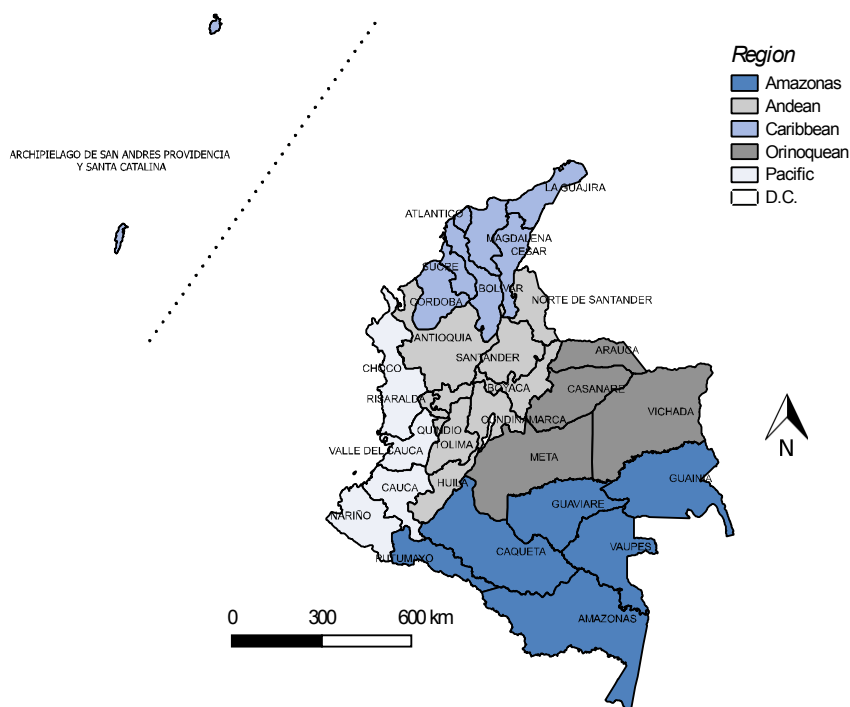 Region
Amazonas
Andean
Caribbean
Orinoquean
Pacific
D.C.
ARCHIPIELAGO DE SAN ANDRES PROVIDENCIA
Y SANTA CATALINA
LA GUAJIRA
ATLANTICO
MAGDALENA
CESAR
SUCRE
BOLIVAR
CORDOBA
NORTE DE SANTANDER
ANTIOQUIA
SANTANDER
ARAUCA
CHOCO
BOYACA
CASANARE
RISARALDA
VICHADA
CUNDINAMARCA
QUINDIO
TOLIMA
VALLE DEL CAUCA
META
HUILA
GUAINIA
CAUCA
GUAVIARE
NARIÑO
VAUPES
CAQUETA
PUTUMAYO
AMAZONAS
N
0 300 600 km